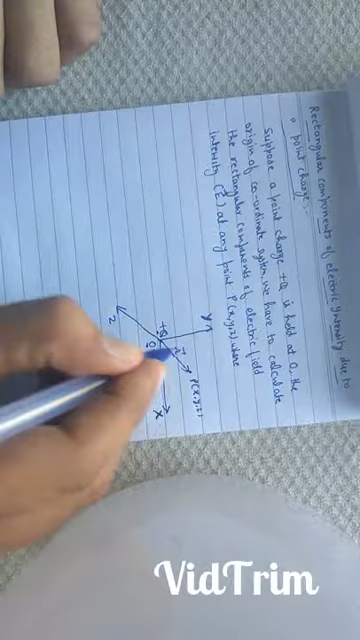 Rectangular components of electric intensity due to
point charge:-
Suppose a point charge +Q is held at O, the
origin of co-ordinate system, we have to calculate
the rectangular components of electric field
intensity (E⃗) at any point P(x,y,z) where
Y
P(x,y,z)
r⃗
+Q
O
X
Z
VidTrim